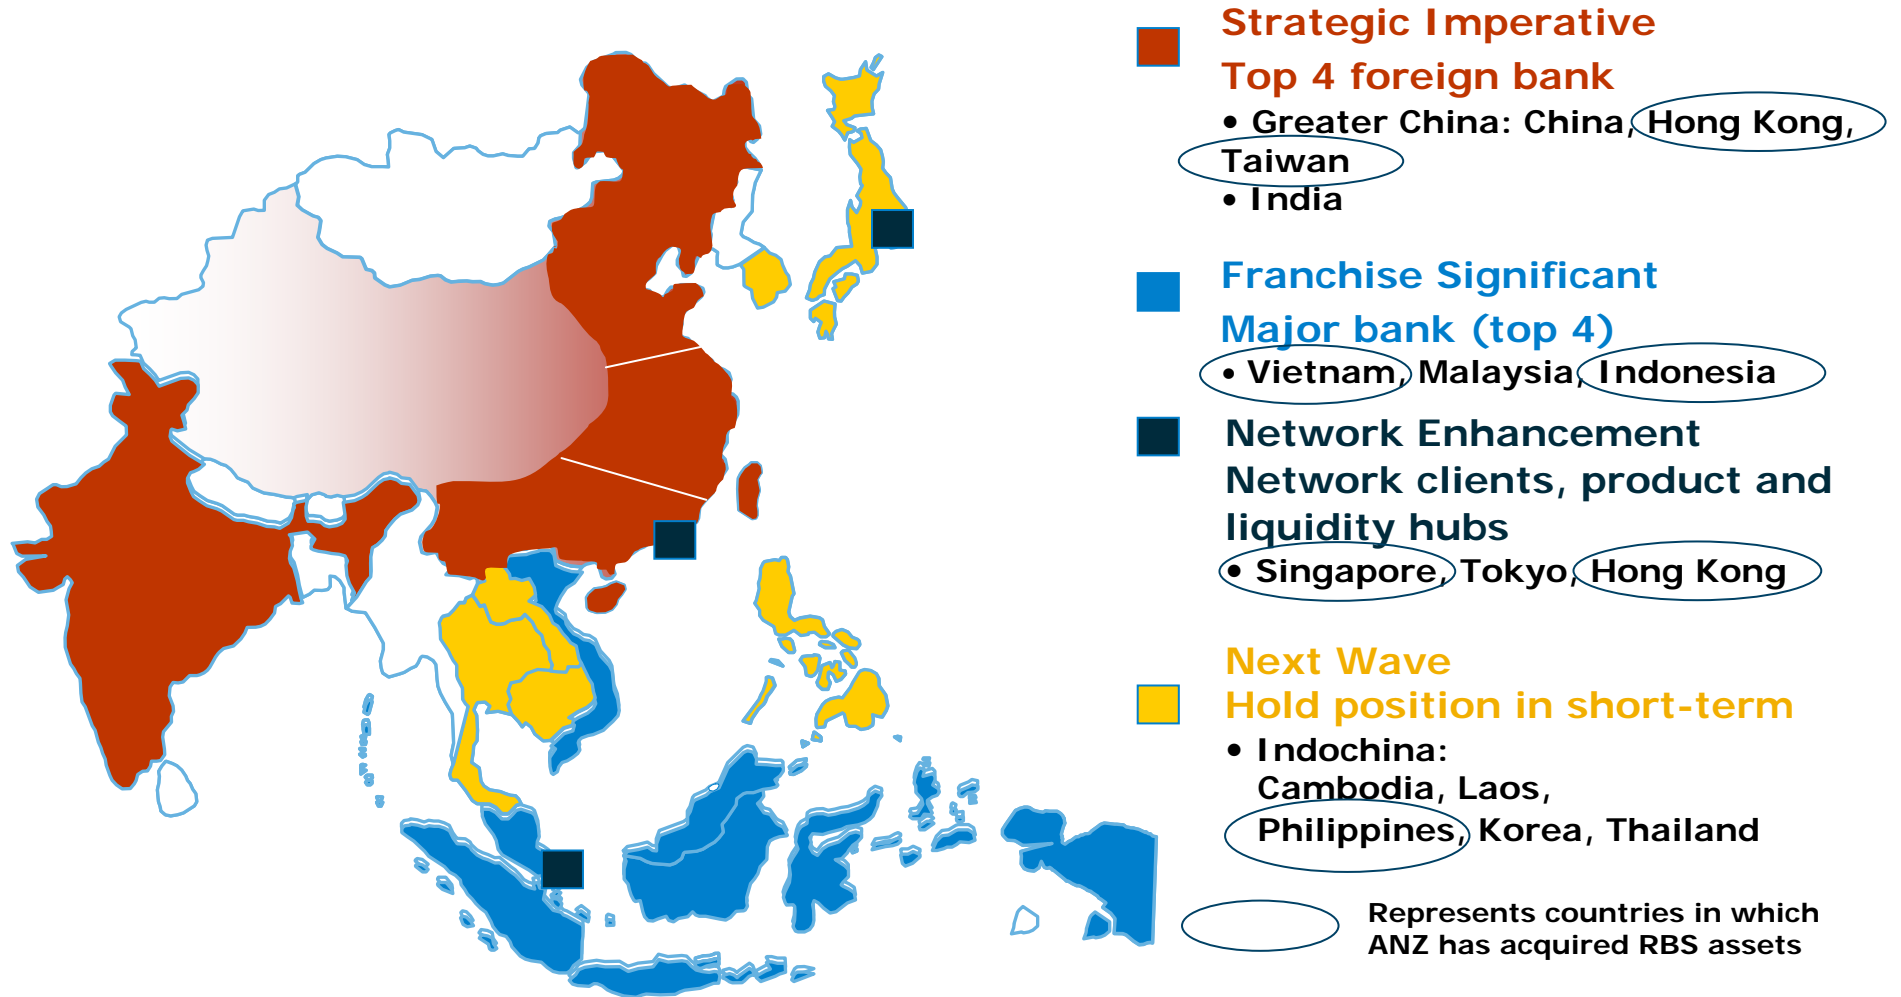 Strategic Imperative
Top 4 foreign bank
• Greater China: China, Hong Kong,
Taiwan
• India
Franchise Significant
Major bank (top 4)
• Vietnam, Malaysia, Indonesia
Network Enhancement
Network clients, product and
liquidity hubs
• Singapore, Tokyo, Hong Kong
Next Wave
Hold position in short-term
• Indochina:
Cambodia, Laos,
Philippines, Korea, Thailand
Represents countries in which
ANZ has acquired RBS assets